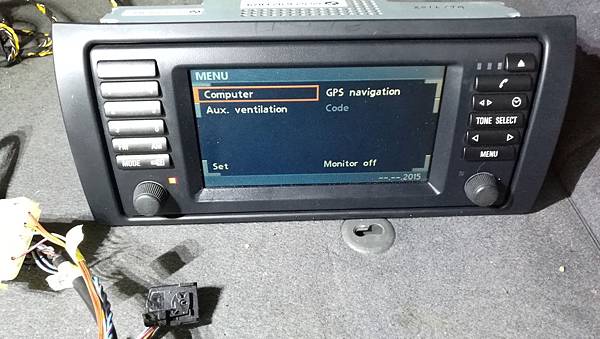 MENU
Computer
GPS navigation
Aux. ventilation
Code
Set
Monitor off
--.--.2015
FM
AM
MODE
TONE SELECT
MENU